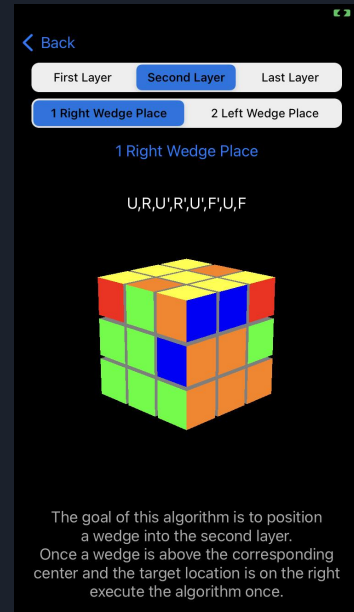 Back
First Layer Second Layer Last Layer
1 Right Wedge Place 2 Left Wedge Place
1 Right Wedge Place
U,R,U',R',U',F',U,F
The goal of this algorithm is to position
a wedge into the second layer.
Once a wedge is above the corresponding
center and the target location is on the right
execute the algorithm once.